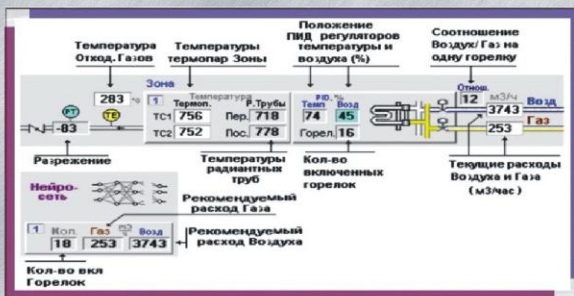 Температура
Отход. Газов
Температуры
термопар Зоны
Положение
ПИД регуляторов
температуры и
воздуха (%)
Соотношение
Воздух/Газ на
одну горелку
Зона
283
PT
TE
-83
1
Температура
Термоп.
Р.Трубы
TC1 756
Пер. 718
TC2 752
Пос. 778
PID, %
Темп Возд
74 45
Горел. 16
Отнош.
12
м3/ч
3743 Возд
Газ
253
Разрежение
Температуры
радиантных
труб
Кол-во
включенных
горелок
Текущие расходы
Воздуха и Газа
(м3/час)
Нейро-
сеть
Рекомендуемый
расход Газа
1 Кол. Газ Возд
18 253 3743
Рекомендуемый
расход Воздуха
Кол-во вкл
Горелок